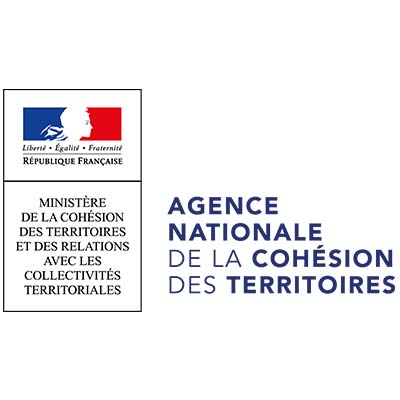 Liberté • Égalité • Fraternité
RÉPUBLIQUE FRANÇAISE
MINISTÈRE
DE LA COHÉSION
DES TERRITOIRES
ET DES RELATIONS
AVEC LES
COLLECTIVITÉS
TERRITORIALES
AGENCE
NATIONALE
DE LA COHÉSION
DES TERRITOIRES